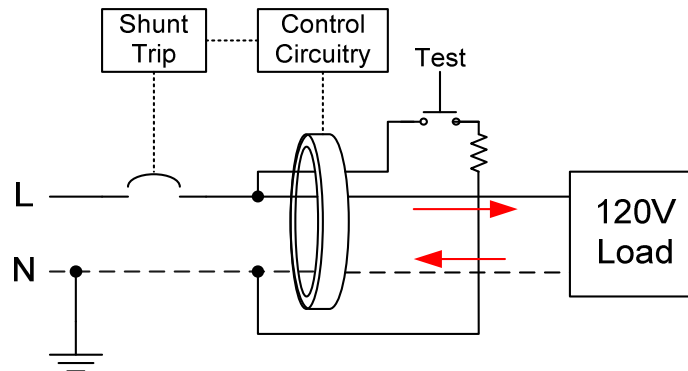 Shunt
Trip
Control
Circuitry
Test
L
120V
Load
N